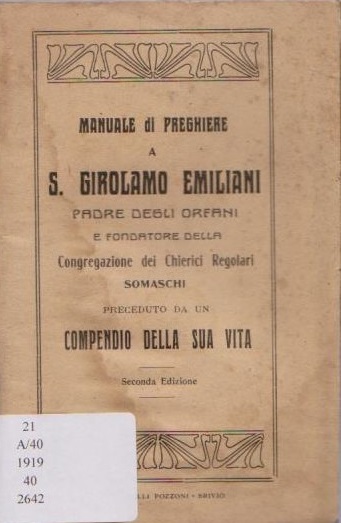 MANUALE di PREGHIERE
A
S. GIROLAMO EMILIANI
PADRE DEGLI ORFANI
E FONDATORE DELLA
Congregazione dei Chierici Regolari
SOMASCHI
PRECEDUTO DA UN
COMPENDIO DELLA SUA VITA
Seconda Edizione
21
A/40
1919
40
2642
POZZONI - BRIVIO